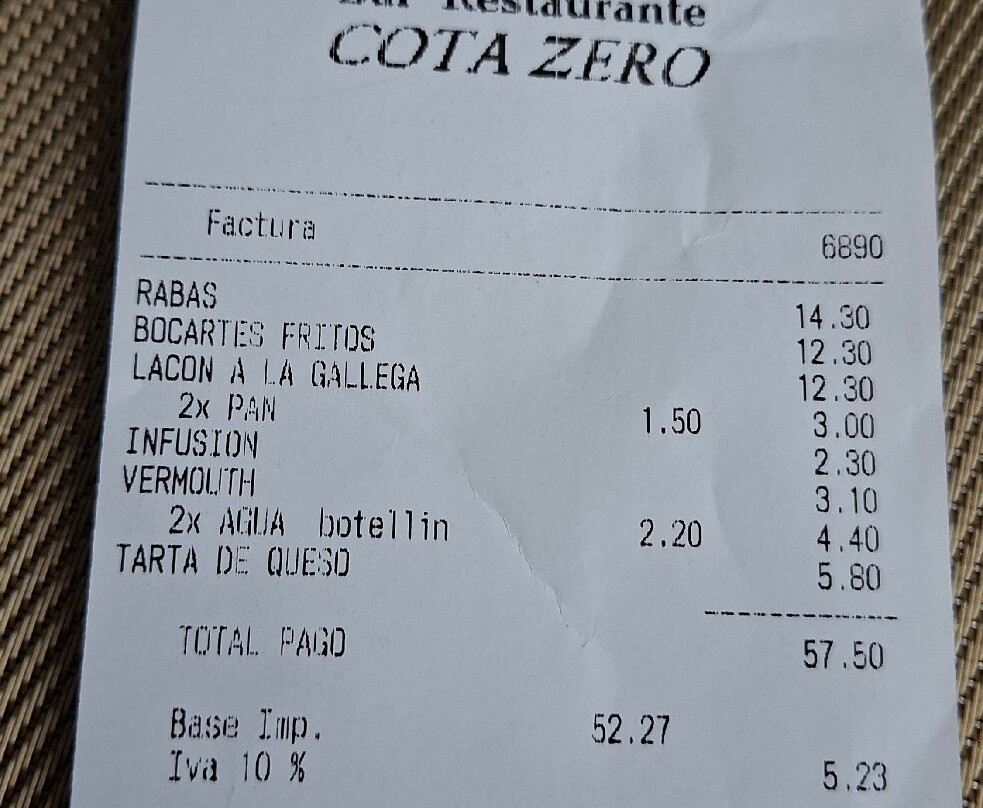 Bar Restaurante
COTA ZERO
Factura 6890
RABAS 14.30
BOCARTES FRITOS 12.30
LACON A LA GALLEGA 12.30
2x PAN 1.50 3.00
INFUSION 2.30
VERMOUTH 3.10
2x AGUA botellin 2.20 4.40
TARTA DE QUESO 5.80
TOTAL PAGO 57.50
Base Imp. 52.27
Iva 10 % 5.23